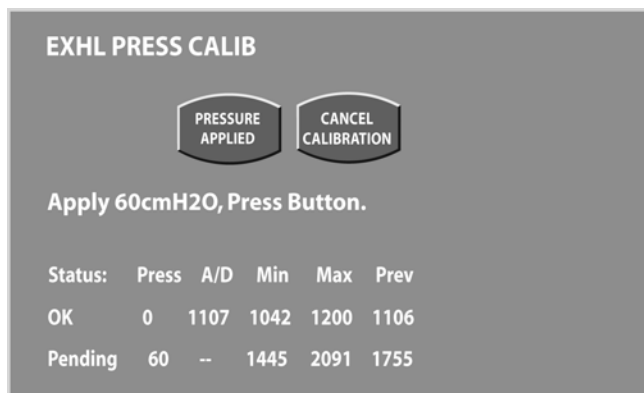 EXHL PRESS CALIB
PRESSURE
APPLIED
CANCEL
CALIBRATION
Apply 60cmH2O, Press Button.
Status: Press A/D Min Max Prev
OK 0 1107 1042 1200 1106
Pending 60 -- 1445 2091 1755